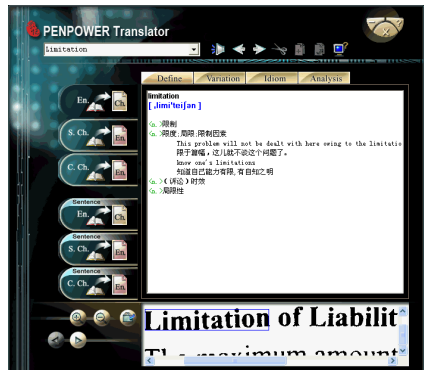 PENPOWER Translator
Limitation
Define Variation Idiom Analysis
limitation
[ ,limi'teiʃən ]
<n. >限制
<n. >限度;局限;限制因素
This problem will not be dealt with here owing to the limitatio
限于篇幅，这儿就不谈这个问题了。
know one's limitations
知道自己能力有限,有自知之明
<n. >(诉讼)时效
<n. >局限性
En. Ch.
S. Ch. En.
C. Ch. En.
Sentence
En. Ch.
Sentence
S. Ch. En.
Sentence
C. Ch. En.
Limitation of Liabilit
The maximum amount